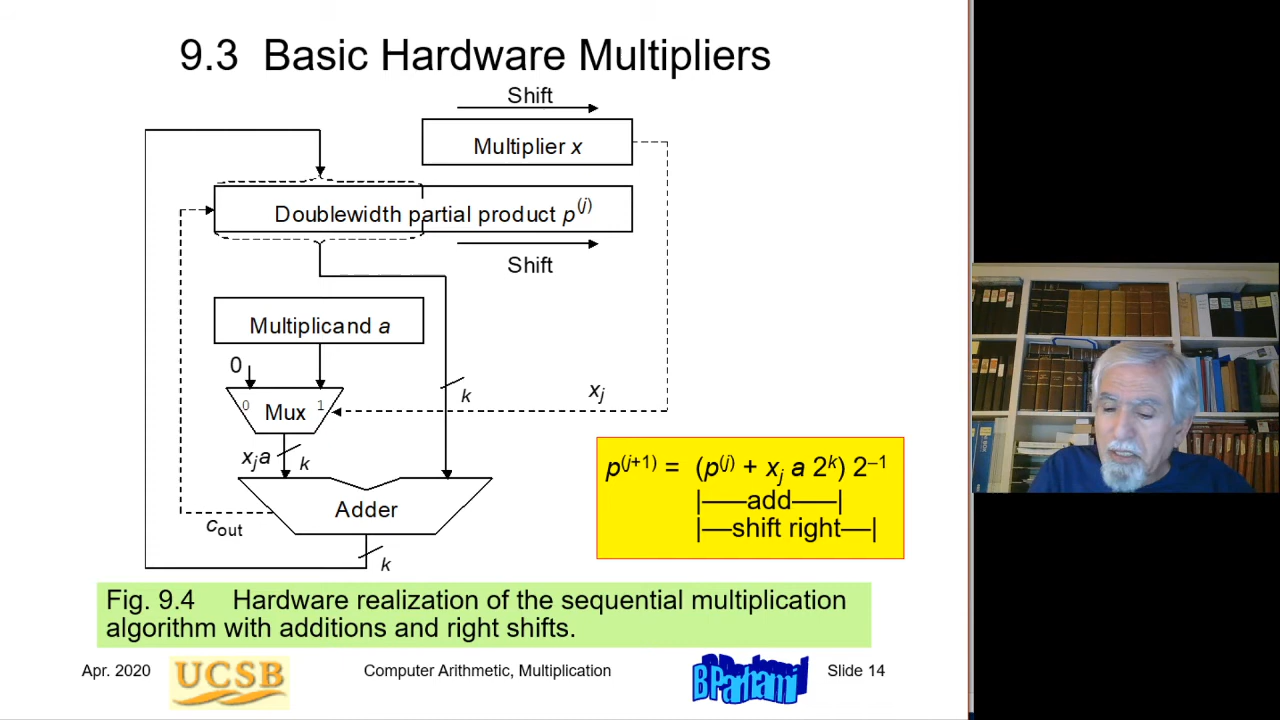 9.3 Basic Hardware Multipliers
Shift
Multiplier x
Doublewidth partial product p(j)
Shift
Multiplicand a
0
0 Mux 1
k
xj
xja
k
Adder
cout
k
p(j+1) = (p(j) + xj a 2k) 2–1
|——add——|
|—shift right—|
Fig. 9.4 Hardware realization of the sequential multiplication
algorithm with additions and right shifts.
Apr. 2020
UCSB
Computer Arithmetic, Multiplication
BParhami
Slide 14